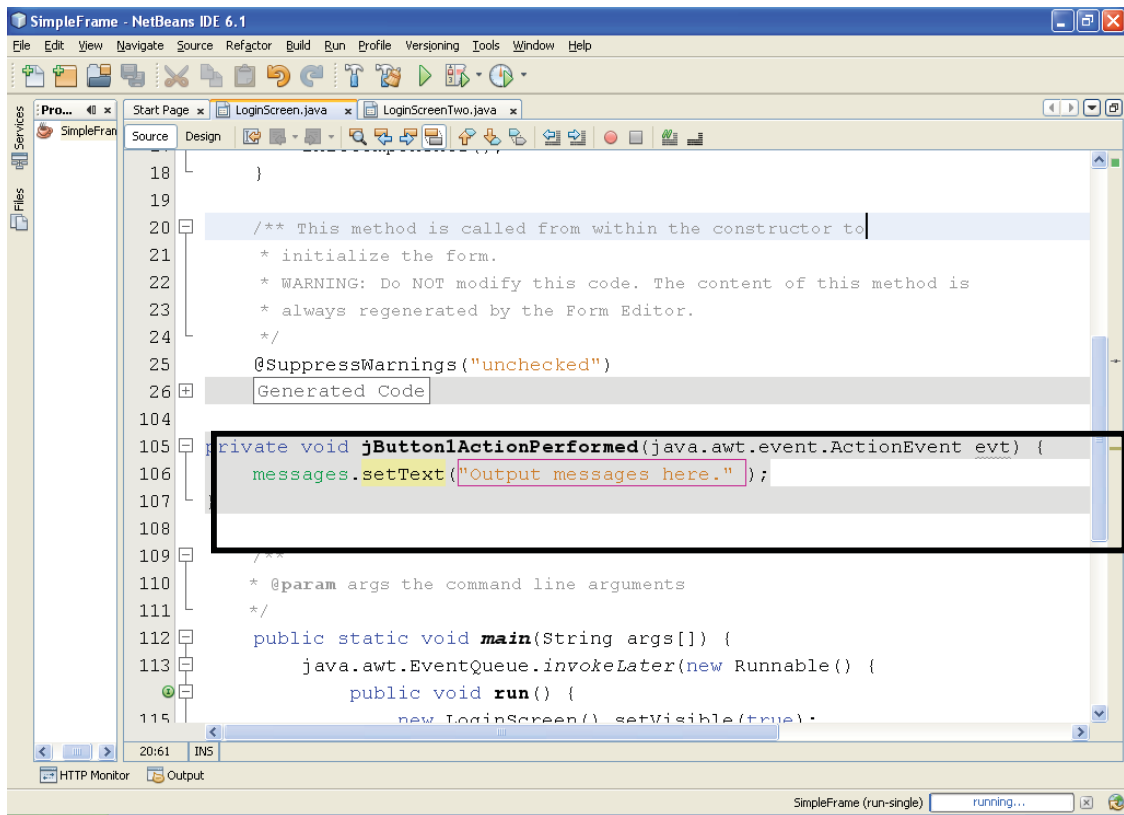 SimpleFrame - NetBeans IDE 6.1
File Edit View Navigate Source Refactor Build Run Profile Versioning Tools Window Help
Services
Files
Pro...
SimpleFran
Start Page x LoginScreen.java x LoginScreenTwo.java x
Source Design
18 }
19
20 /** This method is called from within the constructor to
21 * initialize the form.
22 * WARNING: Do NOT modify this code. The content of this method is
23 * always regenerated by the Form Editor.
24 */
25 @SuppressWarnings("unchecked")
26 Generated Code
104
105 private void jButton1ActionPerformed(java.awt.event.ActionEvent evt) {
106 messages.setText("Output messages here." );
107 }
108
109 /**
110 * @param args the command line arguments
111 */
112 public static void main(String args[]) {
113 java.awt.EventQueue.invokeLater(new Runnable() {
public void run() {
115 new LoginScreen().setVisible(true);
20:61 INS
HTTP Monitor Output
SimpleFrame (run-single) running...